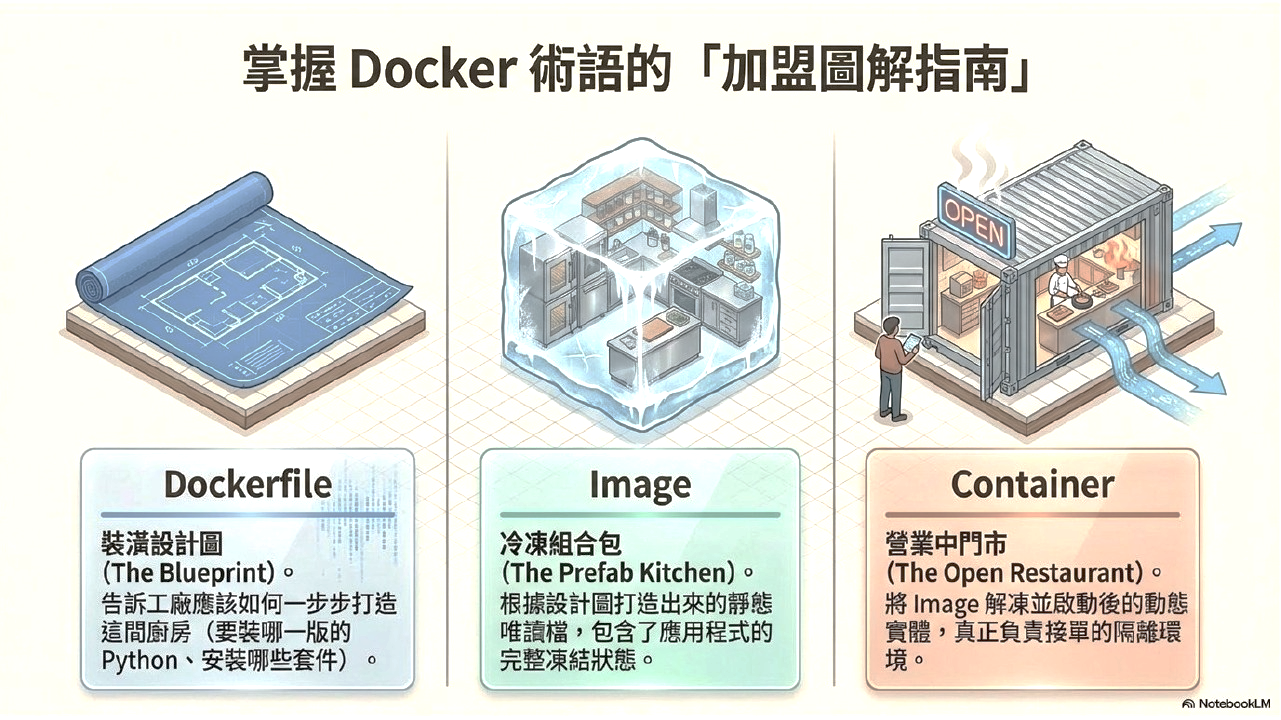 掌握 Docker 術語的「加盟圖解指南」
OPEN
Dockerfile
裝潢設計圖
(The Blueprint)。
告訴工廠應該如何一步步打造
這間廚房（要裝哪一版的
Python、安裝哪些套件）。
Image
冷凍組合包
(The Prefab Kitchen)。
根據設計圖打造出來的靜態
唯讀檔，包含了應用程式的
完整凍結狀態。
Container
營業中門市
(The Open Restaurant)。
將 Image 解凍並啟動後的動態
實體，真正負責接單的隔離環
境。
NotebookLM